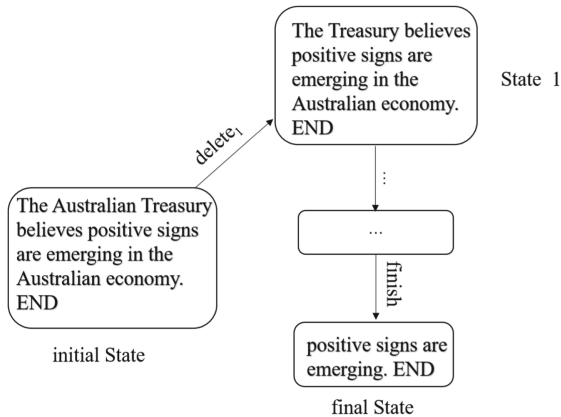 The Treasury believes
positive signs are
emerging in the
Australian economy.
END
State 1
delete1
...
The Australian Treasury
believes positive signs
are emerging in the
Australian economy.
END
initial State
...
finish
positive signs are
emerging. END
final State